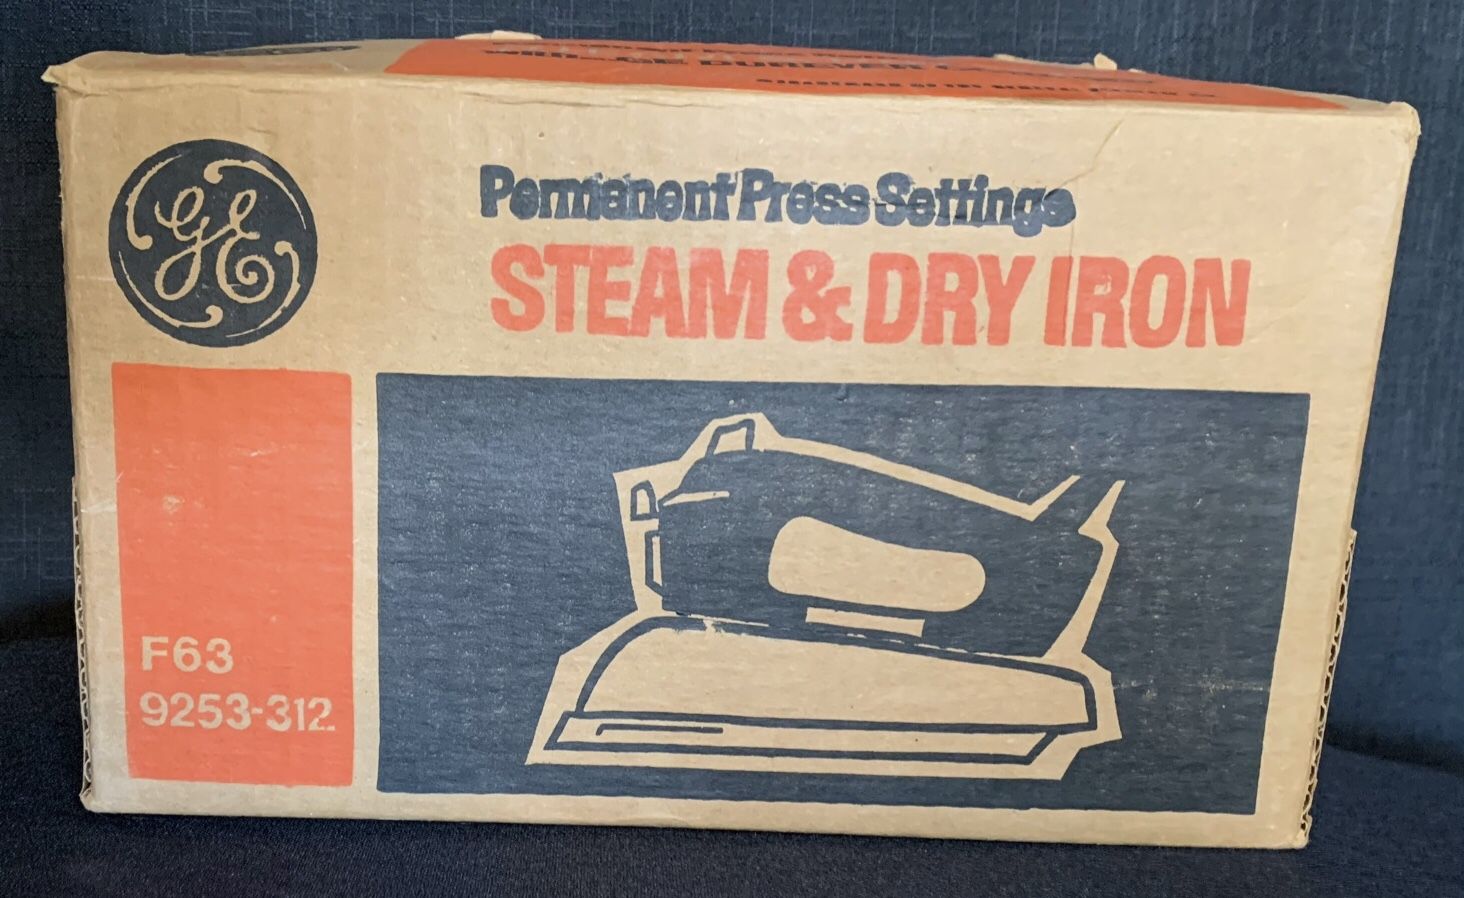 GE
Permanent Press Settings
STEAM & DRY IRON
F63
9253-312